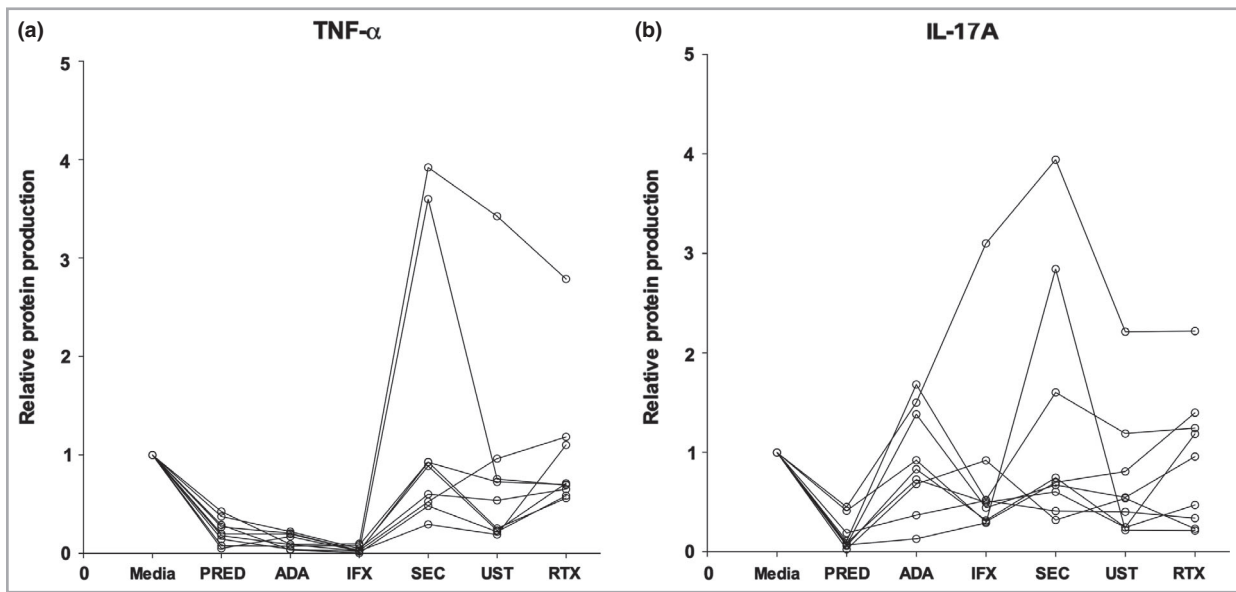 (a)
TNF-α
Relative protein production
5
4
3
2
1
0
0 Media PRED ADA IFX SEC UST RTX
(b)
IL-17A
Relative protein production
5
4
3
2
1
0
0 Media PRED ADA IFX SEC UST RTX